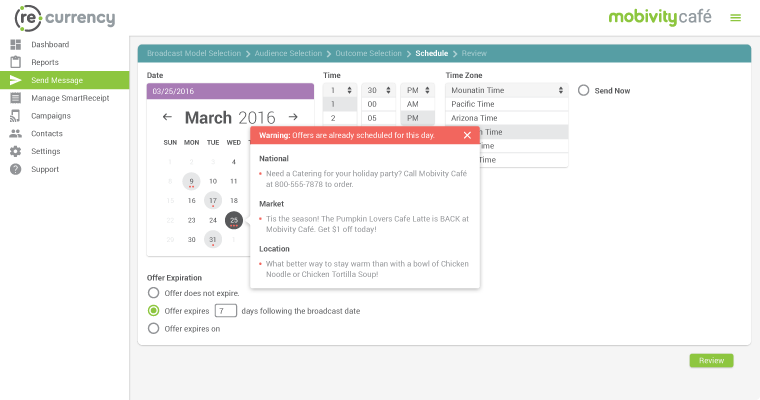 re currency
mobivitycafé
Dashboard
Reports
Send Message
Manage SmartReceipt
Campaigns
Contacts
Settings
Support
Broadcast Model Selection Audience Selection Outcome Selection Schedule Review
Date
03/25/2016
March 2016
SUN MON TUE WED
1 2 3 4
8 9 10 11
15 16 17 18
22 23 24 25
29 30 31 1
Time
1 30 PM
1 00 AM
2 05 PM
Time Zone
Mounatin Time
Pacific Time
Arizona Time
n Time
Time
Time
Send Now
Warning: Offers are already scheduled for this day.
National
Need a Catering for your holiday party? Call Mobivity Café
at 800-555-7878 to order.
Market
Tis the season! The Pumpkin Lovers Cafe Latte is BACK at
Mobivity Café. Get $1 off today!
Location
What better way to stay warm than with a bowl of Chicken
Noodle or Chicken Tortilla Soup!
Offer Expiration
Offer does not expire.
Offer expires 7 days following the broadcast date
Offer expires on
Review